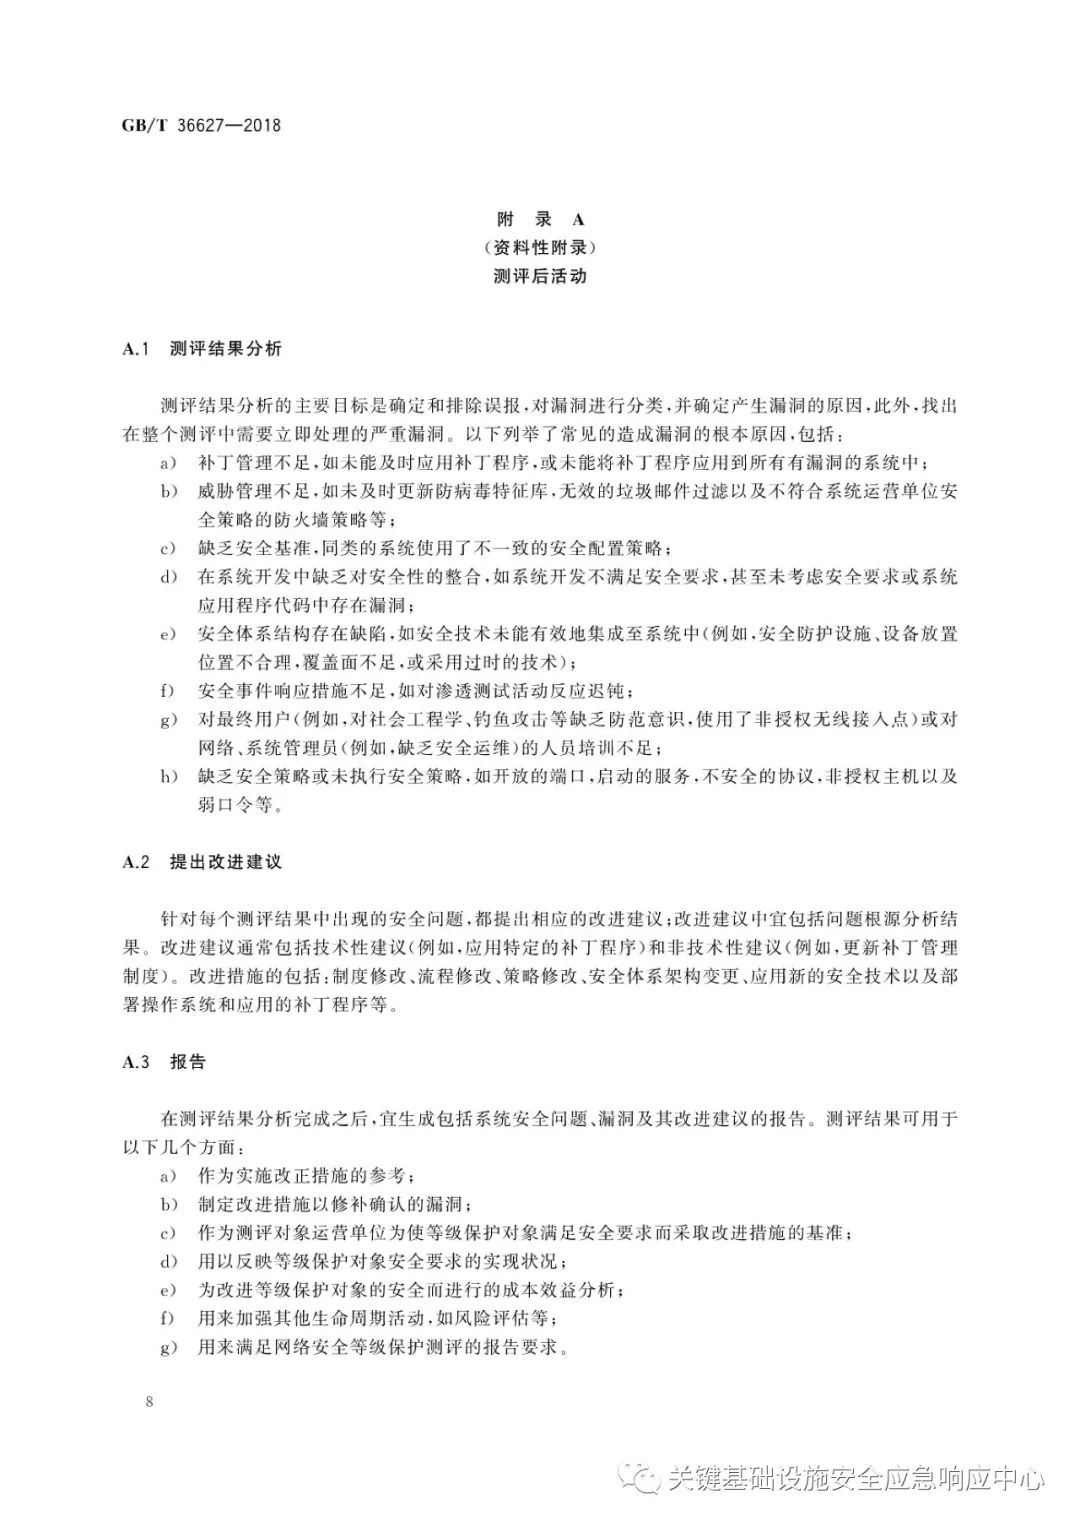 GB/T 36627—2018
附 录 A
(资料性附录)
测评后活动
A.1 测评结果分析
测评结果分析的主要目标是确定和排除误报,对漏洞进行分类,并确定产生漏洞的原因,此外,找出
在整个测评中需要立即处理的严重漏洞。以下列举了常见的造成漏洞的根本原因,包括:
a) 补丁管理不足,如未能及时应用补丁程序,或未能将补丁程序应用到所有有漏洞的系统中;
b) 威胁管理不足,如未及时更新防病毒特征库,无效的垃圾邮件过滤以及不符合系统运营单位安
全策略的防火墙策略等;
c) 缺乏安全基准,同类的系统使用了不一致的安全配置策略;
d) 在系统开发中缺乏对安全性的整合,如系统开发不满足安全要求,甚至未考虑安全要求或系统
应用程序代码中存在漏洞;
e) 安全体系结构存在缺陷,如安全技术未能有效地集成至系统中(例如,安全防护设施、设备放置
位置不合理,覆盖面不足,或采用过时的技术);
f) 安全事件响应措施不足,如对渗透测试活动反应迟钝;
g) 对最终用户(例如,对社会工程学、钓鱼攻击等缺乏防范意识,使用了非授权无线接入点)或对
网络、系统管理员(例如,缺乏安全运维)的人员培训不足;
h) 缺乏安全策略或未执行安全策略,如开放的端口,启动的服务,不安全的协议,非授权主机以及
弱口令等。
A.2 提出改进建议
针对每个测评结果中出现的安全问题,都提出相应的改进建议;改进建议中宜包括问题根源分析结
果。改进建议通常包括技术性建议(例如,应用特定的补丁程序)和非技术性建议(例如,更新补丁管理
制度)。改进措施的包括:制度修改、流程修改、策略修改、安全体系架构变更、应用新的安全技术以及部
署操作系统和应用的补丁程序等。
A.3 报告
在测评结果分析完成之后,宜生成包括系统安全问题、漏洞及其改进建议的报告。测评结果可用于
以下几个方面:
a) 作为实施改正措施的参考;
b) 制定改进措施以修补确认的漏洞;
c) 作为测评对象运营单位为使等级保护对象满足安全要求而采取改进措施的基准;
d) 用以反映等级保护对象安全要求的实现状况;
e) 为改进等级保护对象的安全而进行的成本效益分析;
f) 用来加强其他生命周期活动,如风险评估等;
g) 用来满足网络安全等级保护测评的报告要求。
8
关键基础设施安全应急响应中心